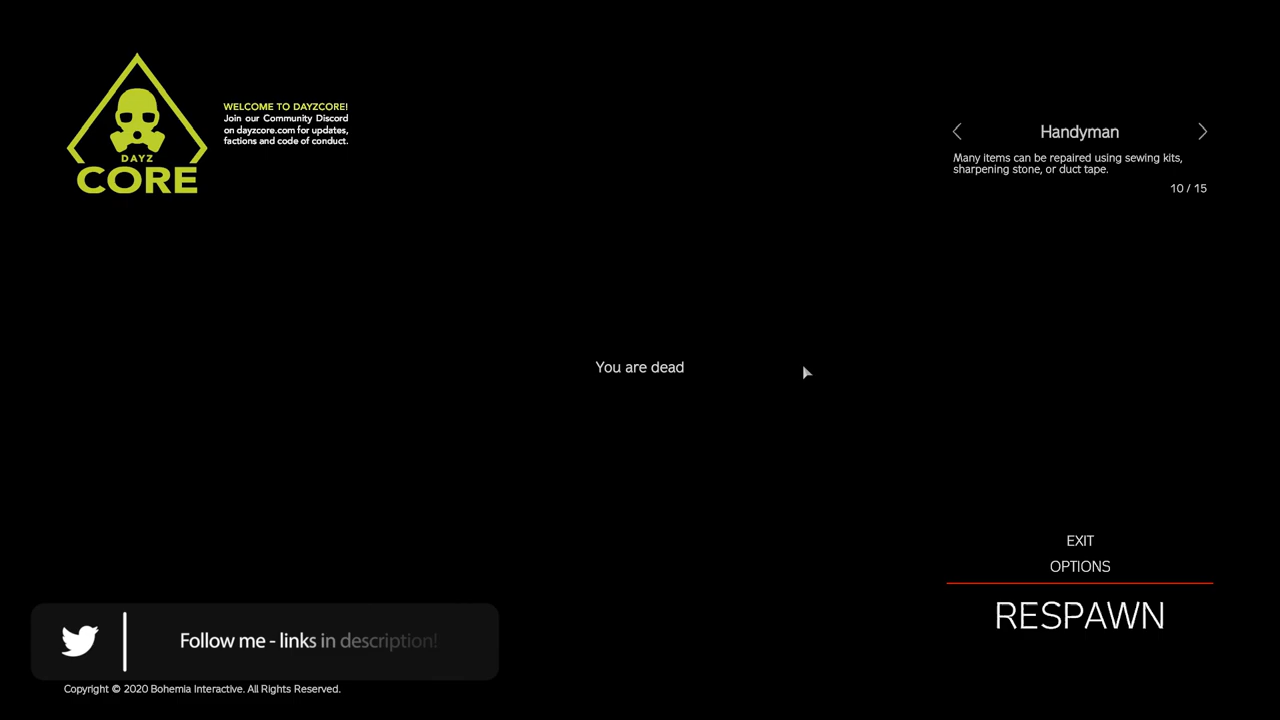 WELCOME TO DAYZCORE!
Join our Community Discord
on dayzcore.com for updates,
factions and code of conduct.
DAYZ
CORE
Handyman
Many items can be repaired using sewing kits,
sharpening stone, or duct tape.
10 / 15
You are dead
EXIT
OPTIONS
RESPAWN
Follow me - links in description!
Copyright © 2020 Bohemia Interactive. All Rights Reserved.